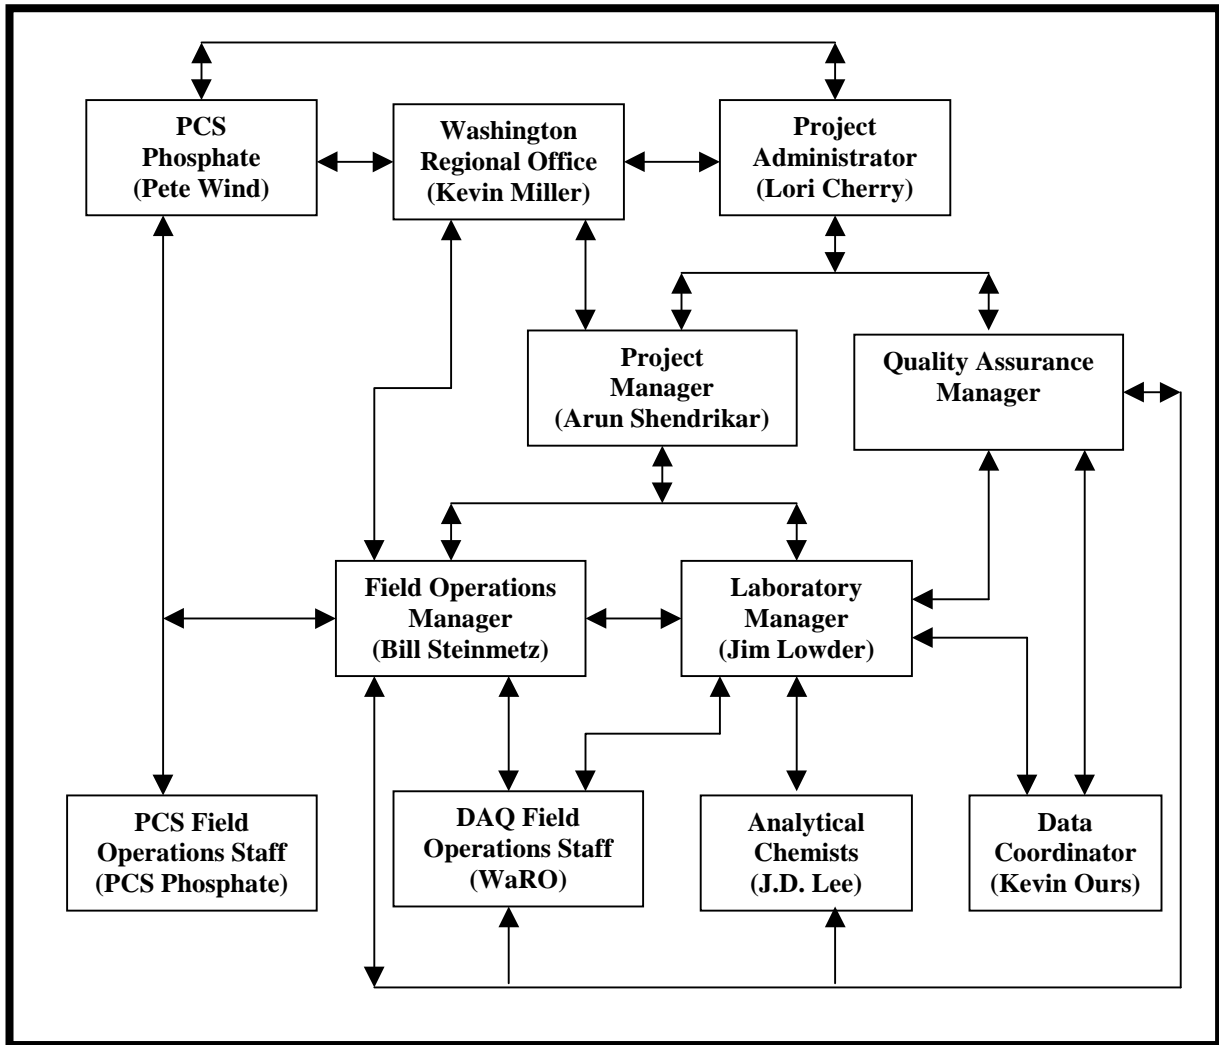 PCS
Phosphate
(Pete Wind)
Washington
Regional Office
(Kevin Miller)
Project
Administrator
(Lori Cherry)
Project
Manager
(Arun Shendrikar)
Quality Assurance
Manager
Field Operations
Manager
(Bill Steinmetz)
Laboratory
Manager
(Jim Lowder)
PCS Field
Operations Staff
(PCS Phosphate)
DAQ Field
Operations Staff
(WaRO)
Analytical
Chemists
(J.D. Lee)
Data
Coordinator
(Kevin Ours)